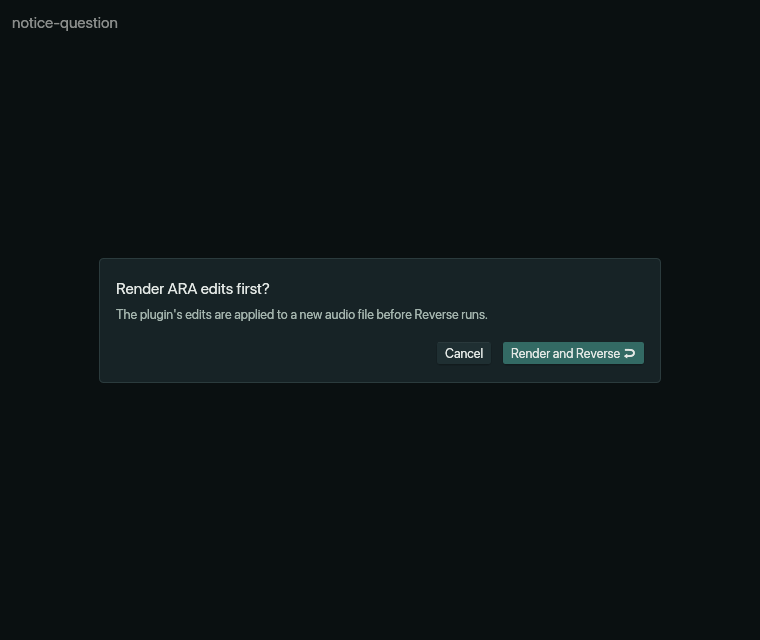 notice-question
Render ARA edits first?
The plugin's edits are applied to a new audio file before Reverse runs.
Cancel
Render and Reverse